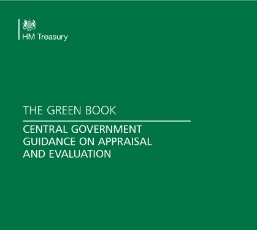 HM Treasury
THE GREEN BOOK
CENTRAL GOVERNMENT
GUIDANCE ON APPRAISAL
AND EVALUATION